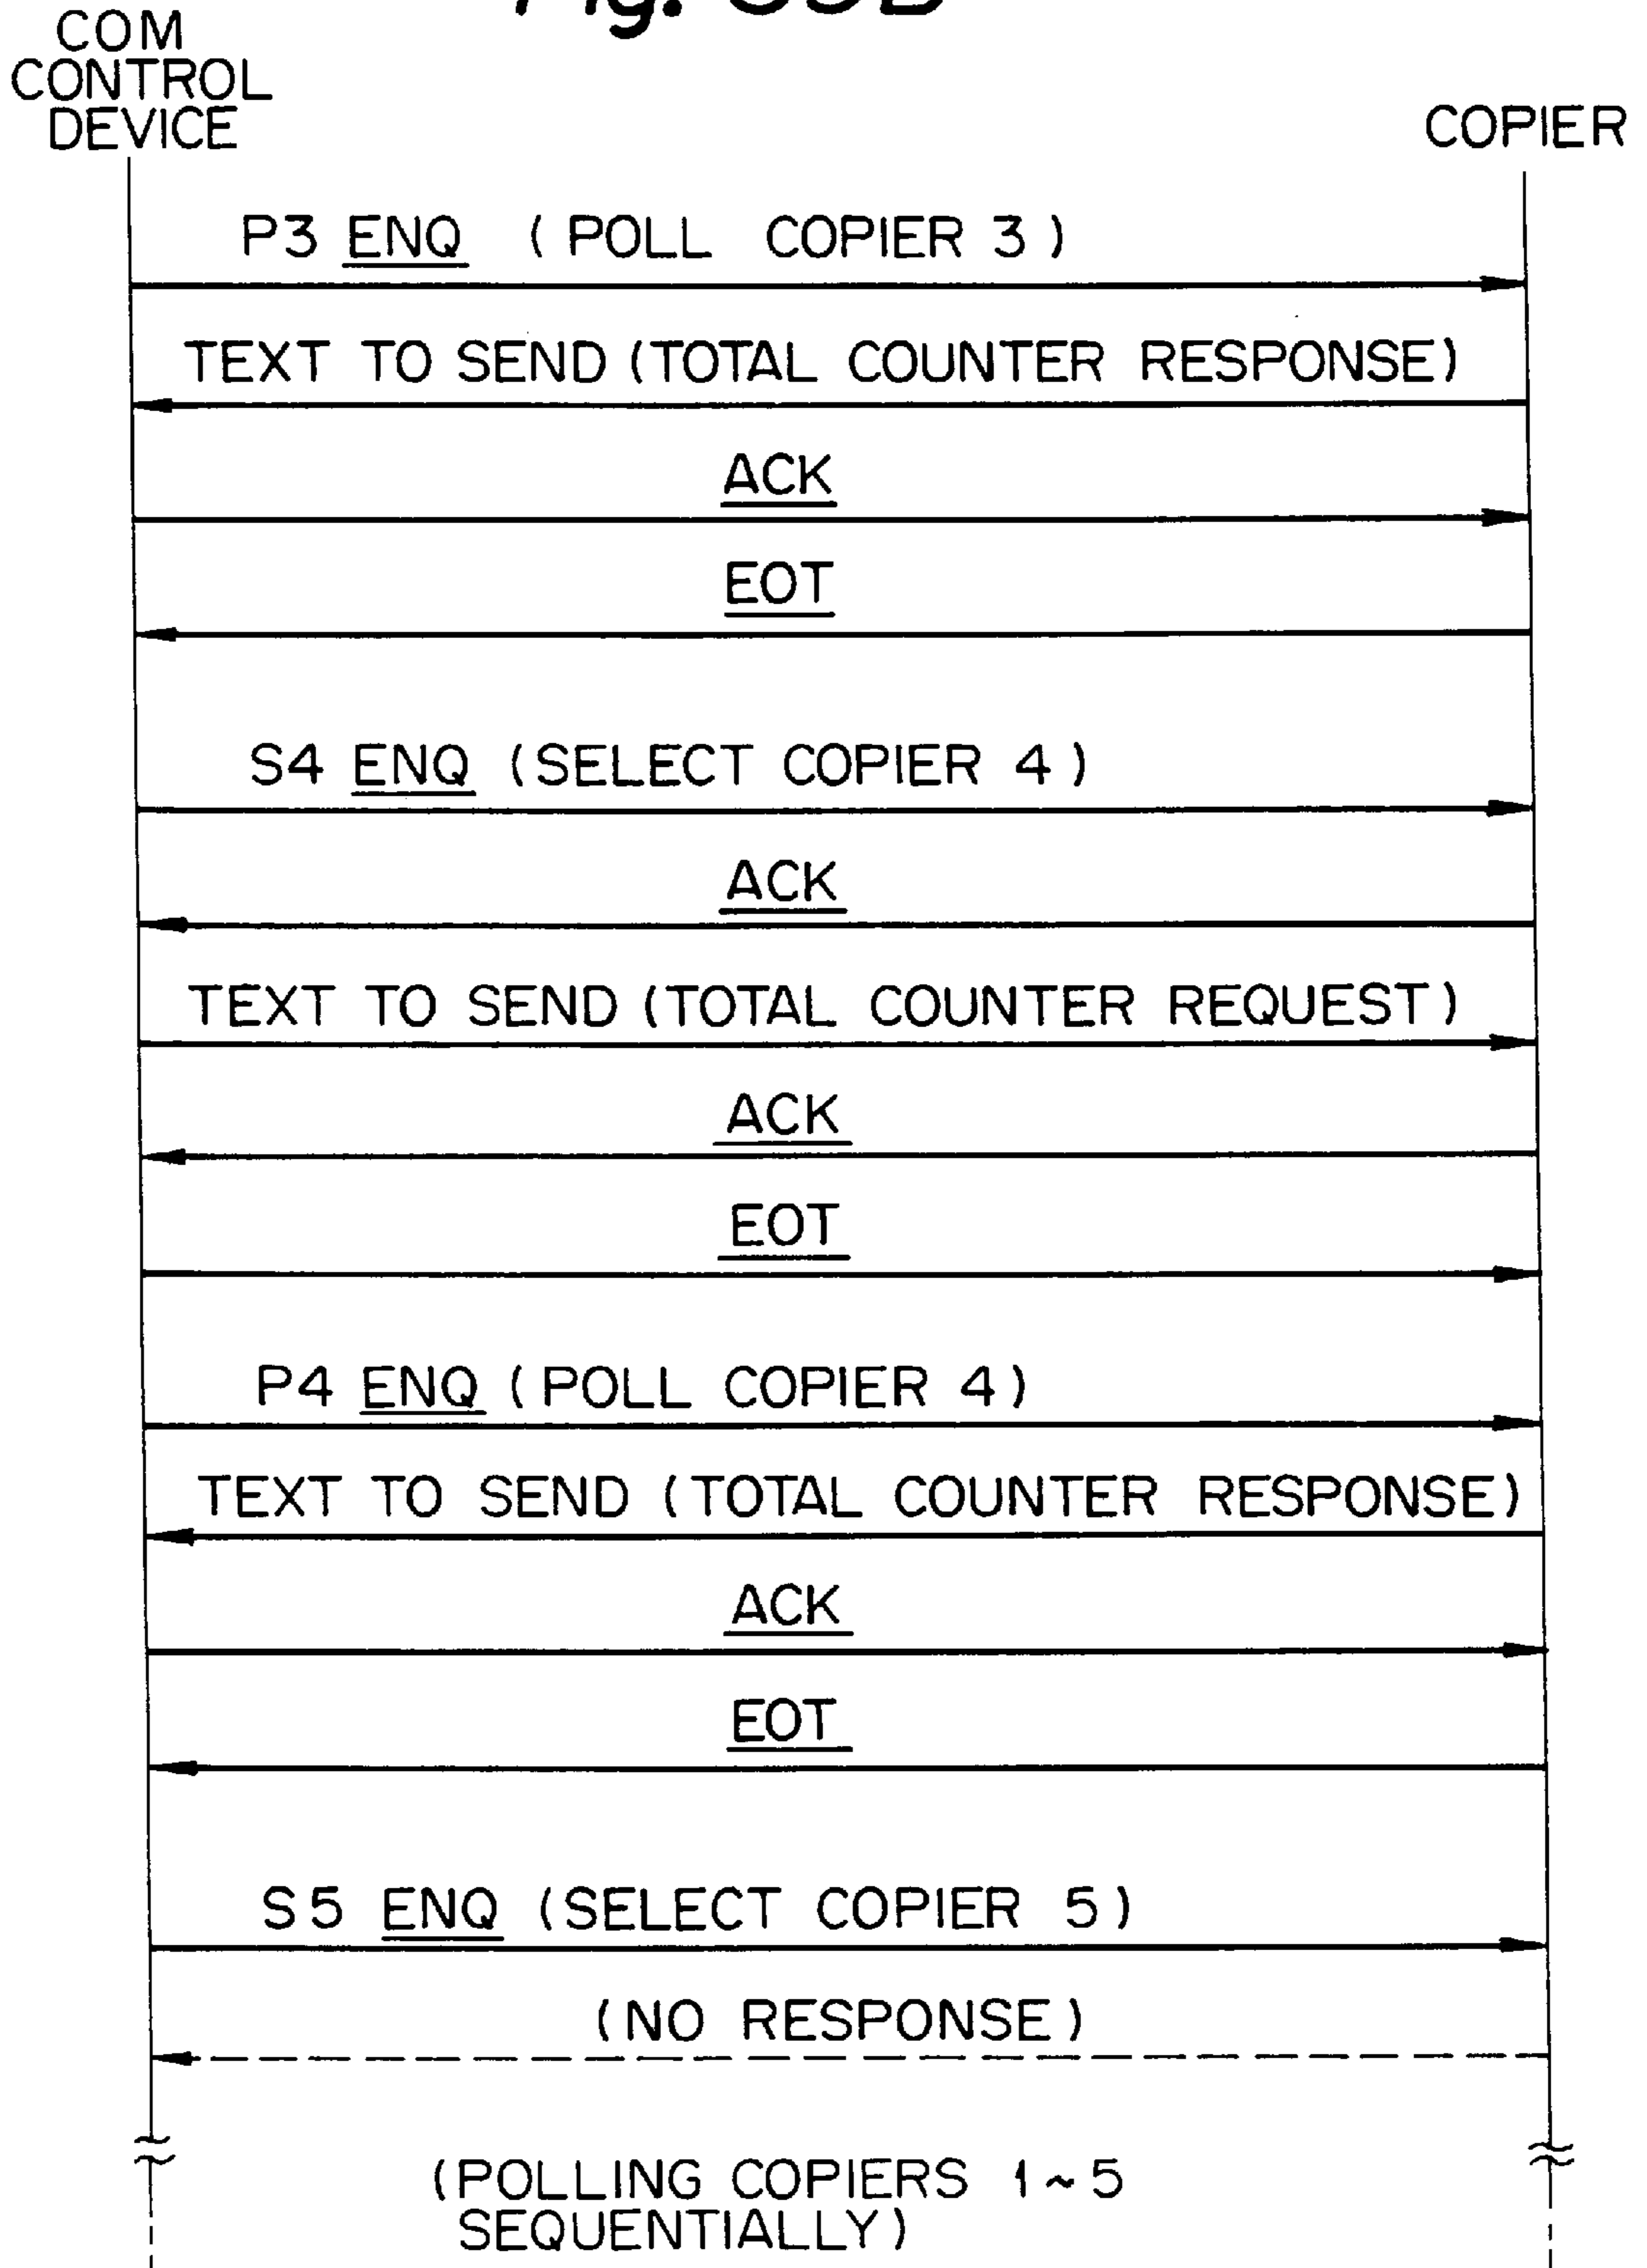 COM
CONTROL
DEVICE
COPIER
P3 ENQ ( POLL COPIER 3 )
TEXT TO SEND (TOTAL COUNTER RESPONSE)
ACK
EOT
S4 ENQ (SELECT COPIER 4 )
ACK
TEXT TO SEND (TOTAL COUNTER REQUEST)
ACK
EOT
P4 ENQ ( POLL COPIER 4 )
TEXT TO SEND (TOTAL COUNTER RESPONSE)
ACK
EOT
S5 ENQ (SELECT COPIER 5 )
(NO RESPONSE )
(POLLING COPIERS 1~5
SEQUENTIALLY)